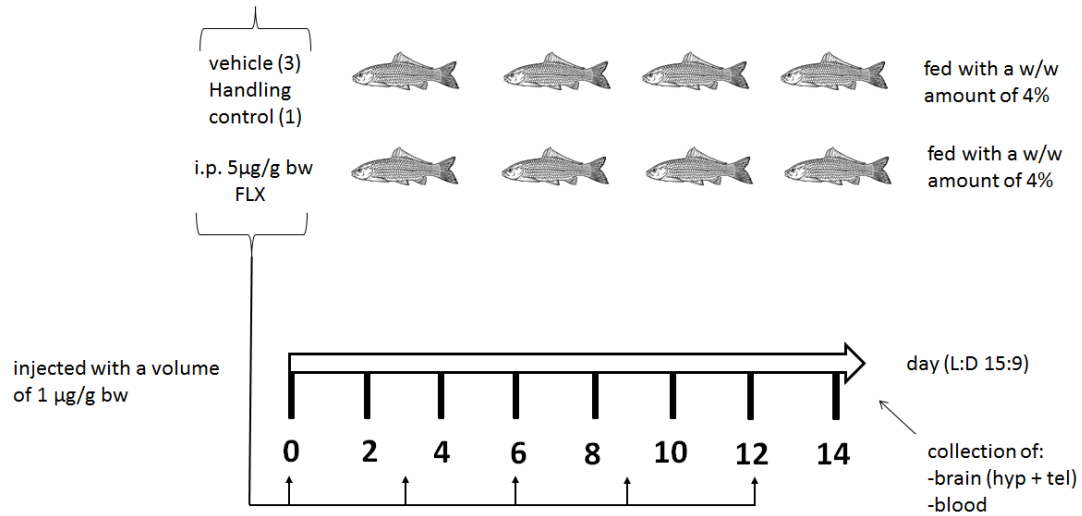 vehicle (3)
Handling
control (1)
fed with a w/w
amount of 4%
i.p. 5µg/g bw
FLX
fed with a w/w
amount of 4%
injected with a volume
of 1 µg/g bw
day (L:D 15:9)
0 2 4 6 8 10 12 14
collection of:
-brain (hyp + tel)
-blood